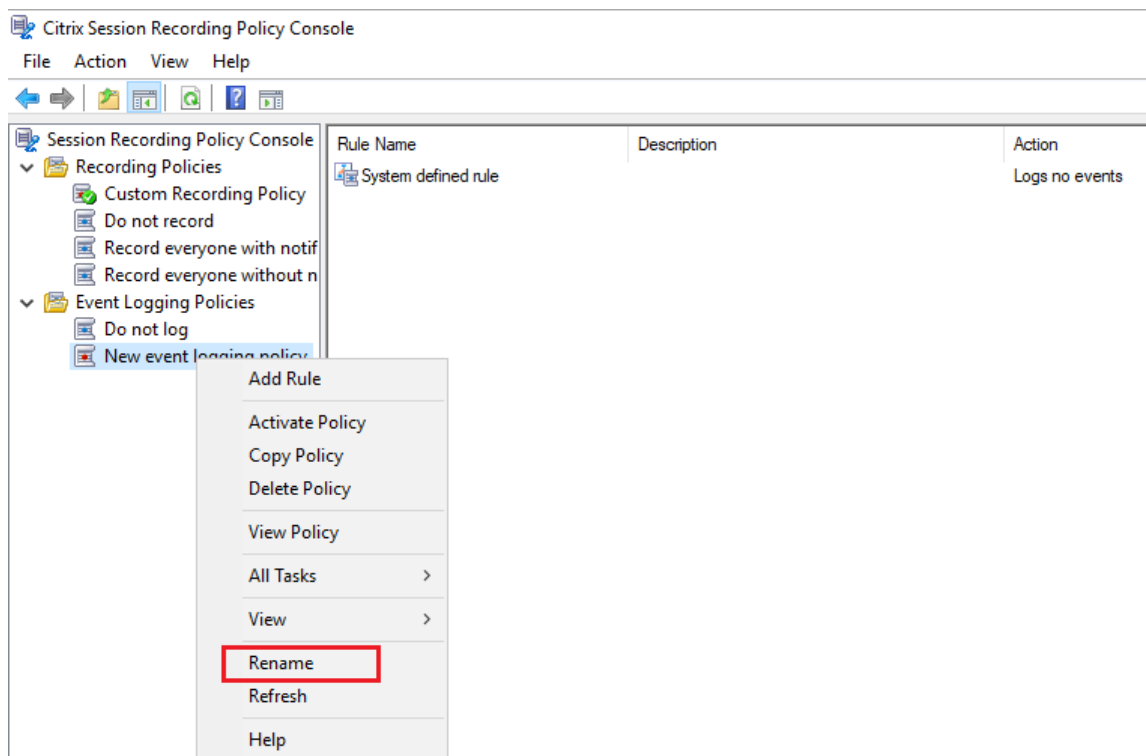 Citrix Session Recording Policy Console
File Action View Help
Session Recording Policy Console
Rule Name Description Action
Recording Policies
System defined rule Logs no events
Custom Recording Policy
Do not record
Record everyone with notif
Record everyone without n
Event Logging Policies
Do not log
New event logging policy
Add Rule
Activate Policy
Copy Policy
Delete Policy
View Policy
All Tasks
View
Rename
Refresh
Help